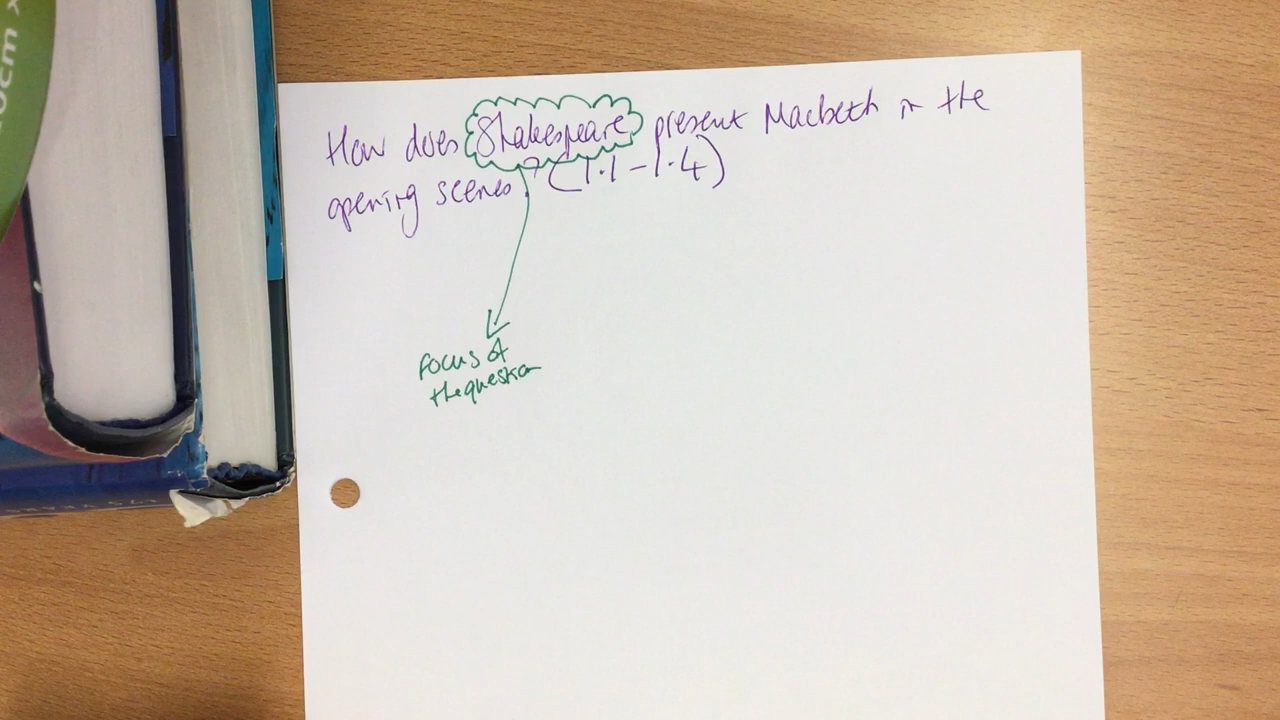 How does Shakespeare present Macbeth in the
opening scenes? (1.1-1.4)
Focus of
the question